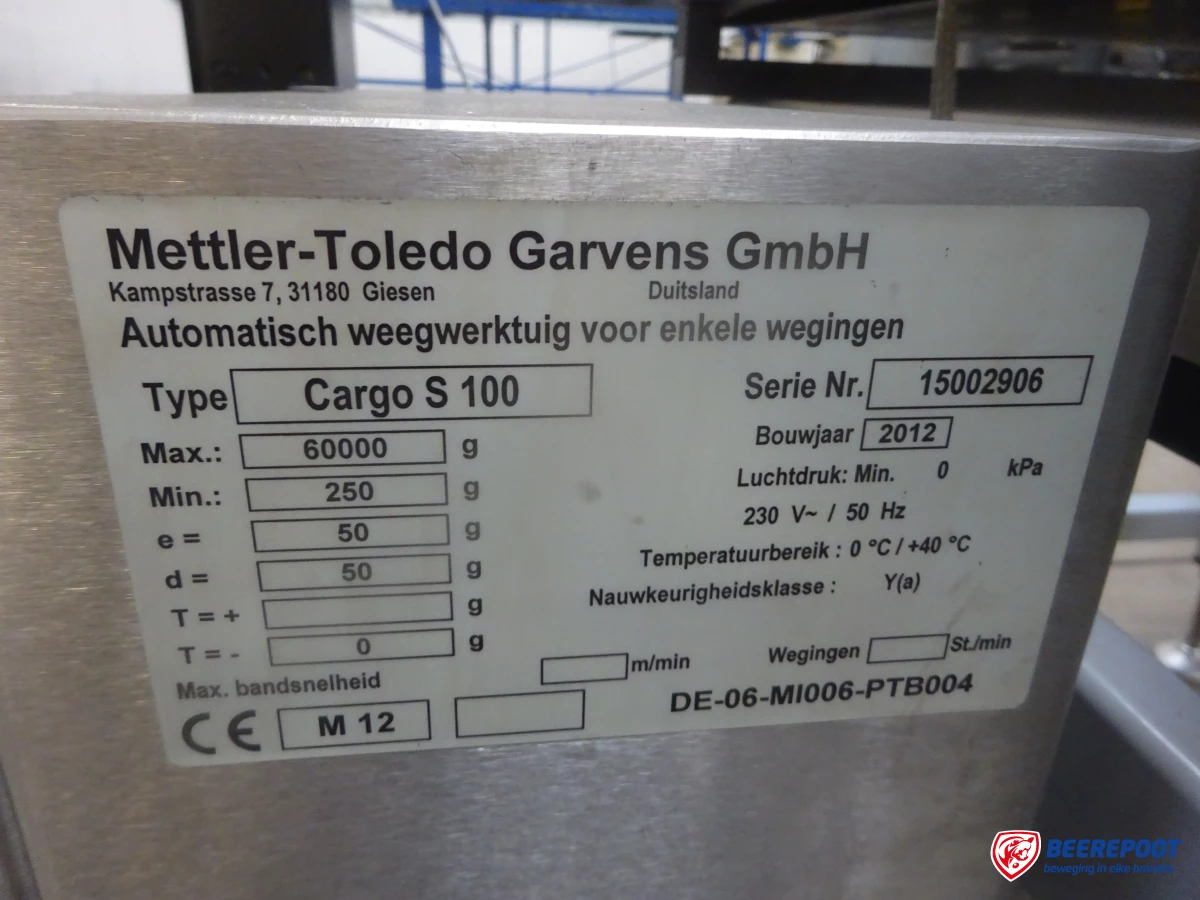 Mettler-Toledo Garvens GmbH
Kampstrasse 7, 31180 Giesen Duitsland
Automatisch weegwerktuig voor enkele wegingen
Type Cargo S 100 Serie Nr. 15002906
Max.: 60000 g Bouwjaar 2012
Min.: 250 g Luchtdruk: Min. 0 kPa
e = 50 g 230 V~ / 50 Hz
d = 50 g Temperatuurbereik : 0 °C / +40 °C
T = + g Nauwkeurigheidsklasse : Y(a)
T = - 0 g
Max. bandsnelheid m/min Wegingen St./min
CE M 12 DE-06-MI006-PTB004
BEEREPOOT
beweging in elke branche